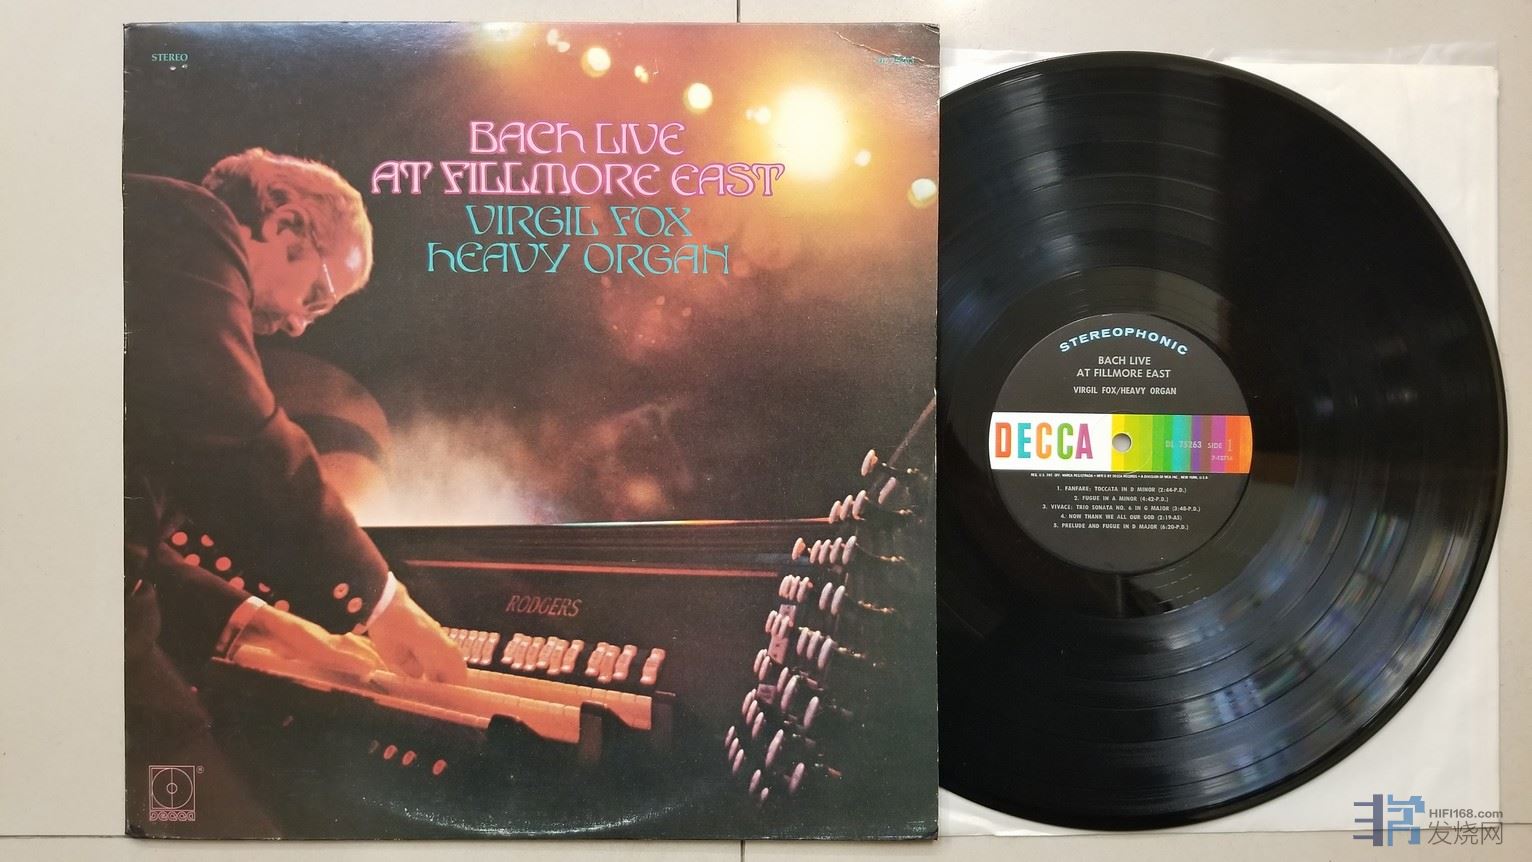 STEREO
BACH LIVE
AT FILLMORE EAST
VIRGIL FOX
HEAVY ORGAN
RODGERS
®
DECCA
STEREOPHONIC
BACH LIVE
AT FILLMORE EAST
VIRGIL FOX/HEAVY ORGAN
DECCA
DL 75263 SIDE 1
1. FANFARE: TOCCATA IN D MINOR (2:44-P.D.)
2. FUGUE IN A MINOR (4:42-P.D.)
3. VIVACE: TRIO SONATA NO. 6 IN G MAJOR (3:48-P.D.)
4. NOW THANK WE ALL OUR GOD (2:19-AS)
5. PRELUDE AND FUGUE IN D MAJOR (6:20-P.D.)
HIFI168.com
发烧网